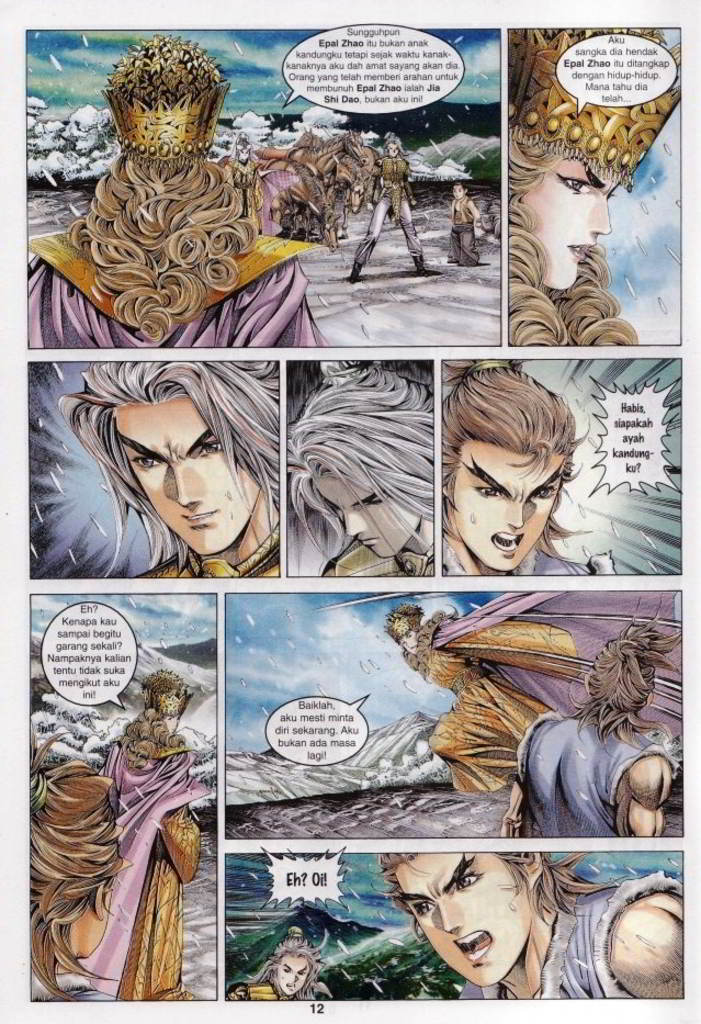 Sungguhpun
Epal Zhao itu bukan anak
kandungku tetapi sejak waktu kanak-
kanaknya aku dah amat sayang akan dia.
Orang yang telah memberi arahan untuk
membunuh Epal Zhao ialah Jia
Shi Dao, bukan aku ini!
Aku
sangka dia hendak
Epal Zhao itu ditangkap
dengan hidup-hidup.
Mana tahu dia
telah...
Habis,
siapakah
ayah
kandung-
ku?
Eh?
Kenapa kau
sampai begitu
garang sekali?
Nampaknya kalian
tentu tidak suka
mengikut aku
ini!
Baiklah,
aku mesti minta
diri sekarang. Aku
bukan ada masa
lagi!
Eh? Oi!
12